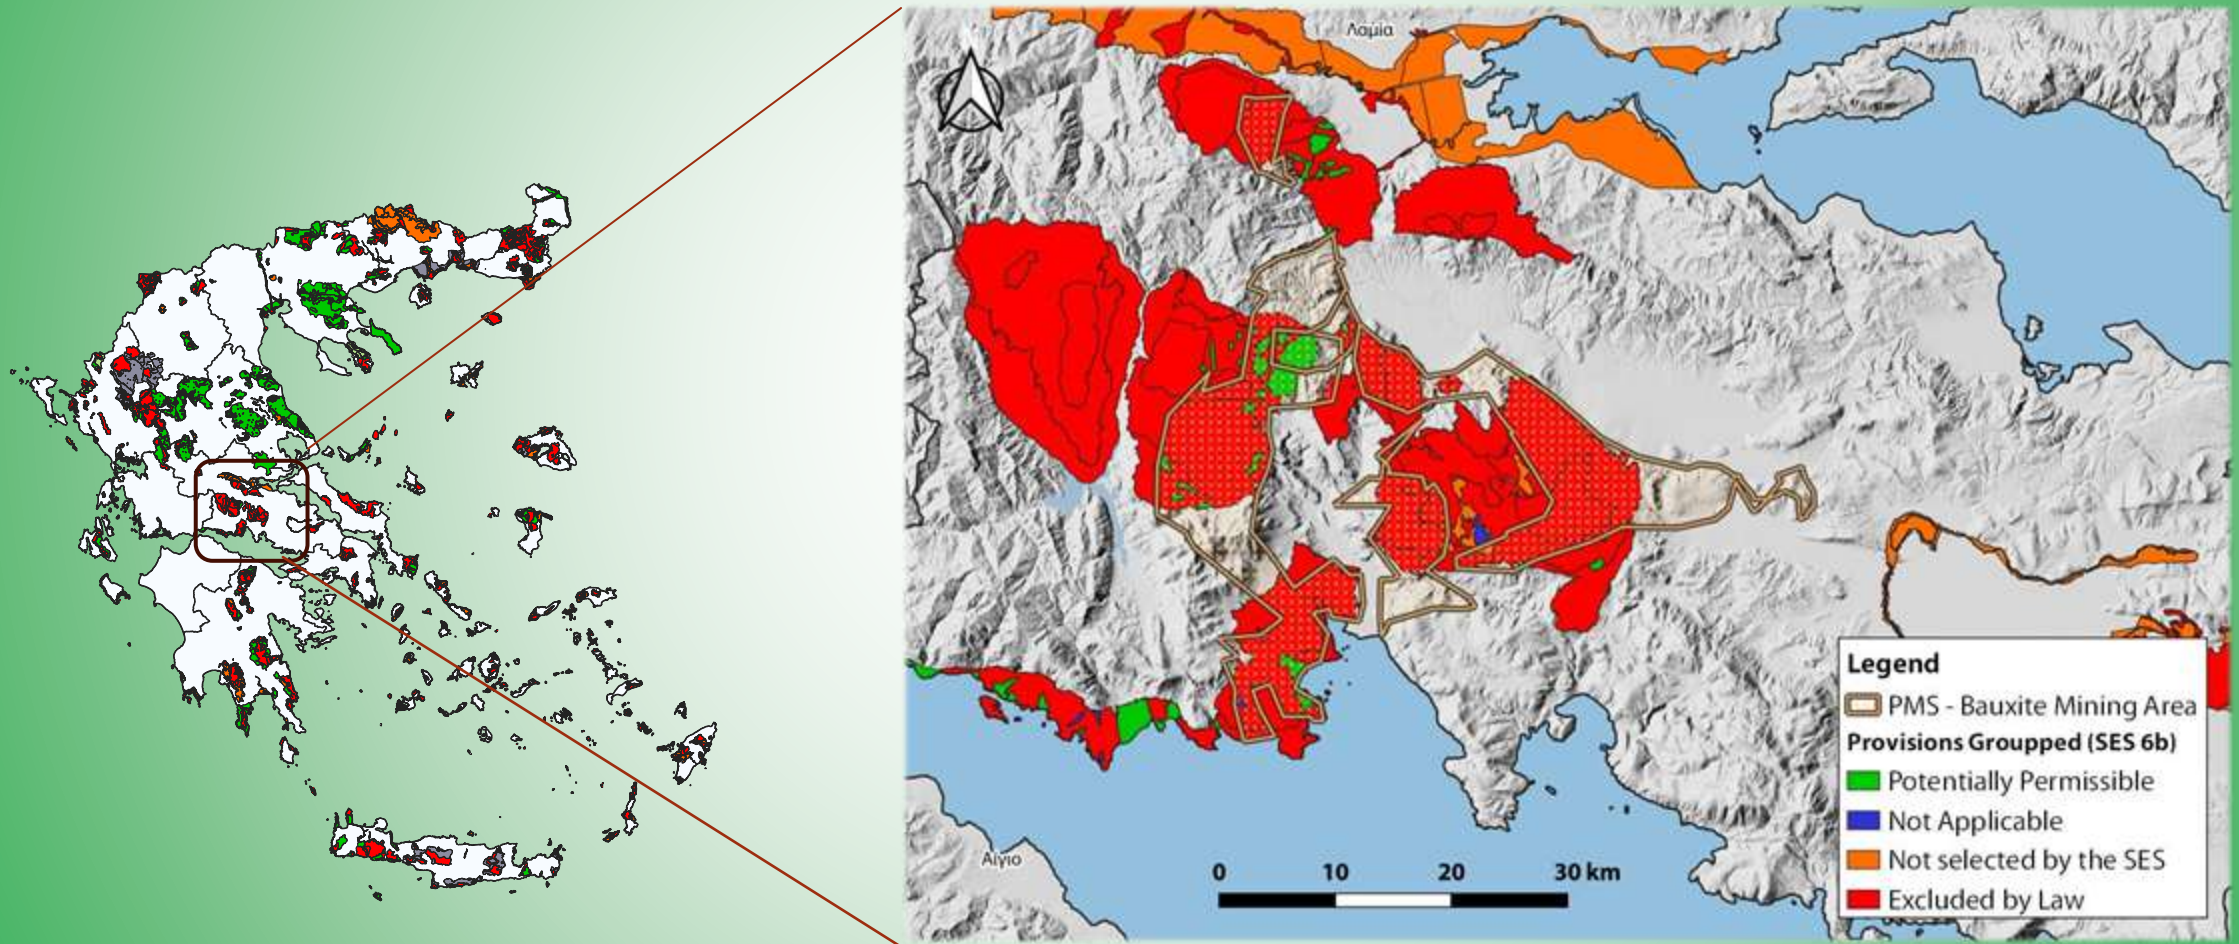 Λαμία
Legend
PMS - Bauxite Mining Area
Provisions Groupped (SES 6b)
Potentially Permissible
Not Applicable
Not selected by the SES
Excluded by Law
Αίγιο
0 10 20 30 km